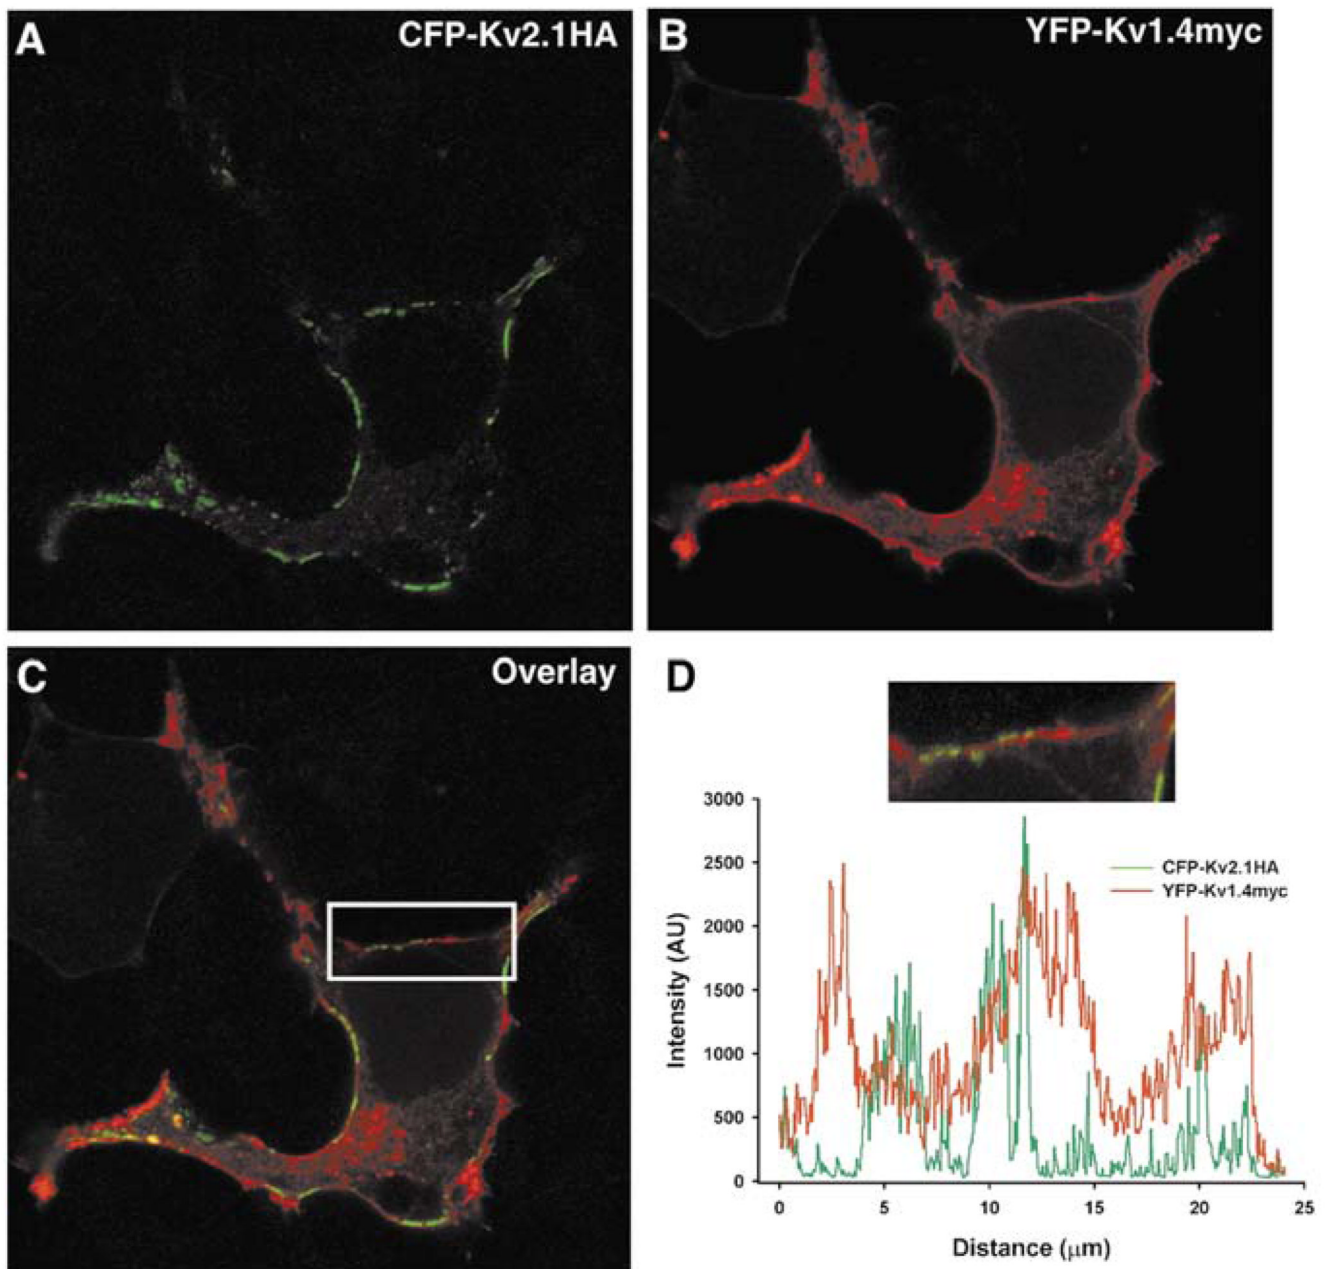 A
CFP-Kv2.1HA
B
YFP-Kv1.4myc
C
Overlay
D
3000
2500
2000
1500
1000
500
0
Intensity (AU)
CFP-Kv2.1HA
YFP-Kv1.4myc
0 5 10 15 20 25
Distance (μm)